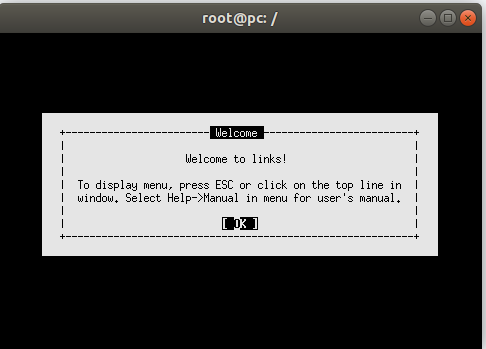 root@pc: /
Welcome
Welcome to links!
To display menu, press ESC or click on the top line in
window. Select Help->Manual in menu for user's manual.
[ OK ]